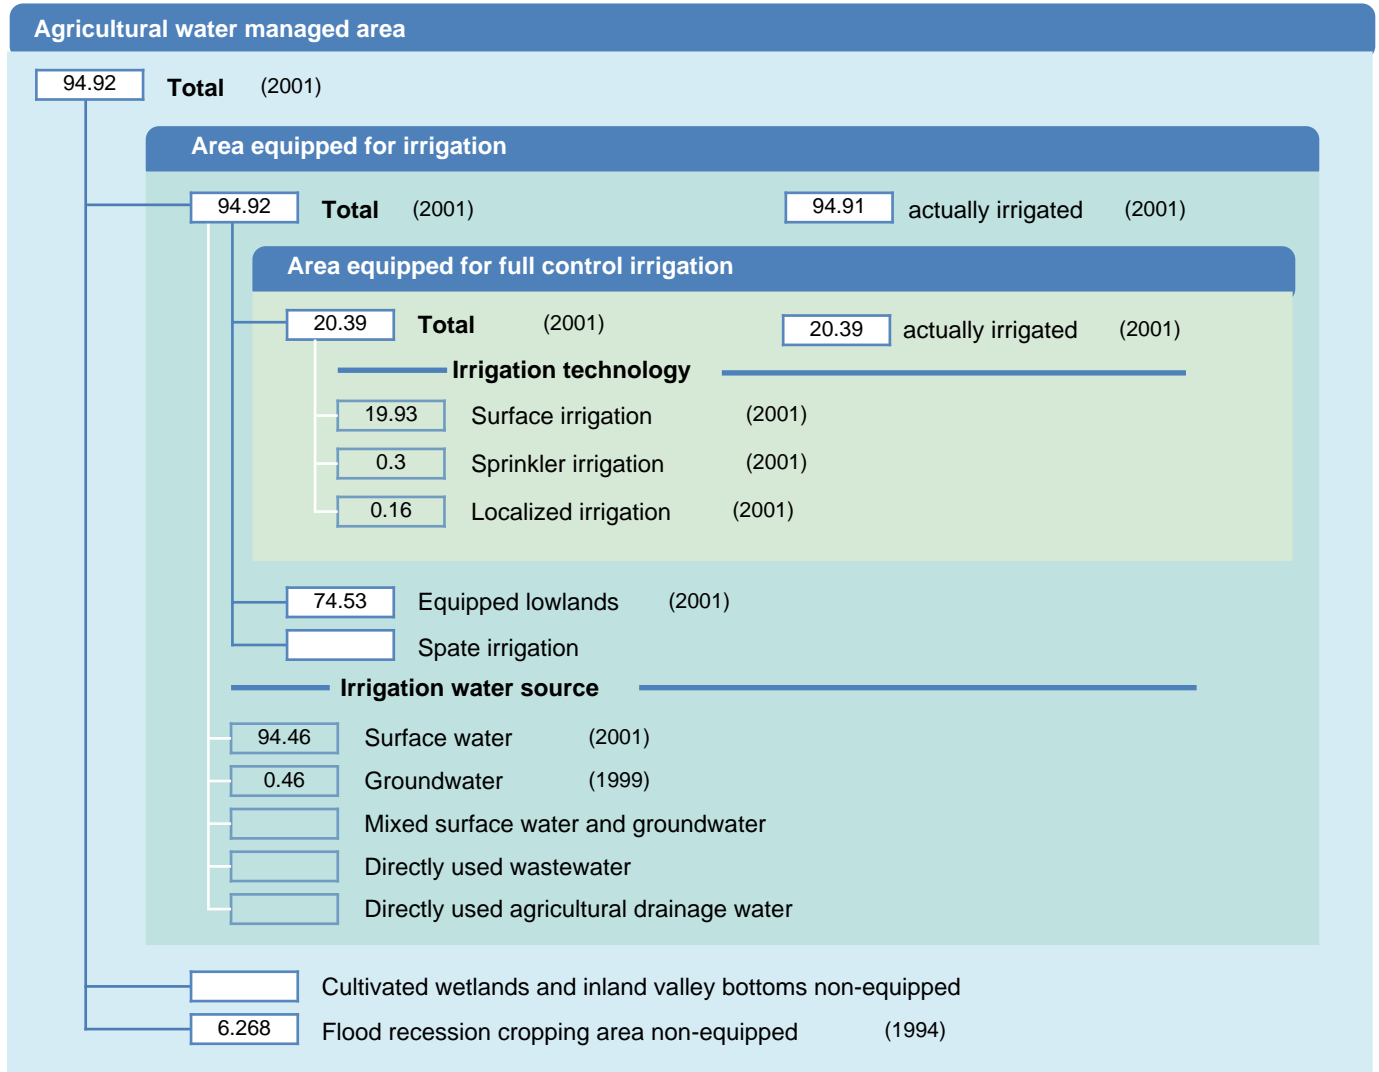 Agricultural water managed area
94.92 Total (2001)
Area equipped for irrigation
94.92 Total (2001) 94.91 actually irrigated (2001)
Area equipped for full control irrigation
20.39 Total (2001) 20.39 actually irrigated (2001)
Irrigation technology
19.93 Surface irrigation (2001)
0.3 Sprinkler irrigation (2001)
0.16 Localized irrigation (2001)
74.53 Equipped lowlands (2001)
Spate irrigation
Irrigation water source
94.46 Surface water (2001)
0.46 Groundwater (1999)
Mixed surface water and groundwater
Directly used wastewater
Directly used agricultural drainage water
Cultivated wetlands and inland valley bottoms non-equipped
6.268 Flood recession cropping area non-equipped (1994)